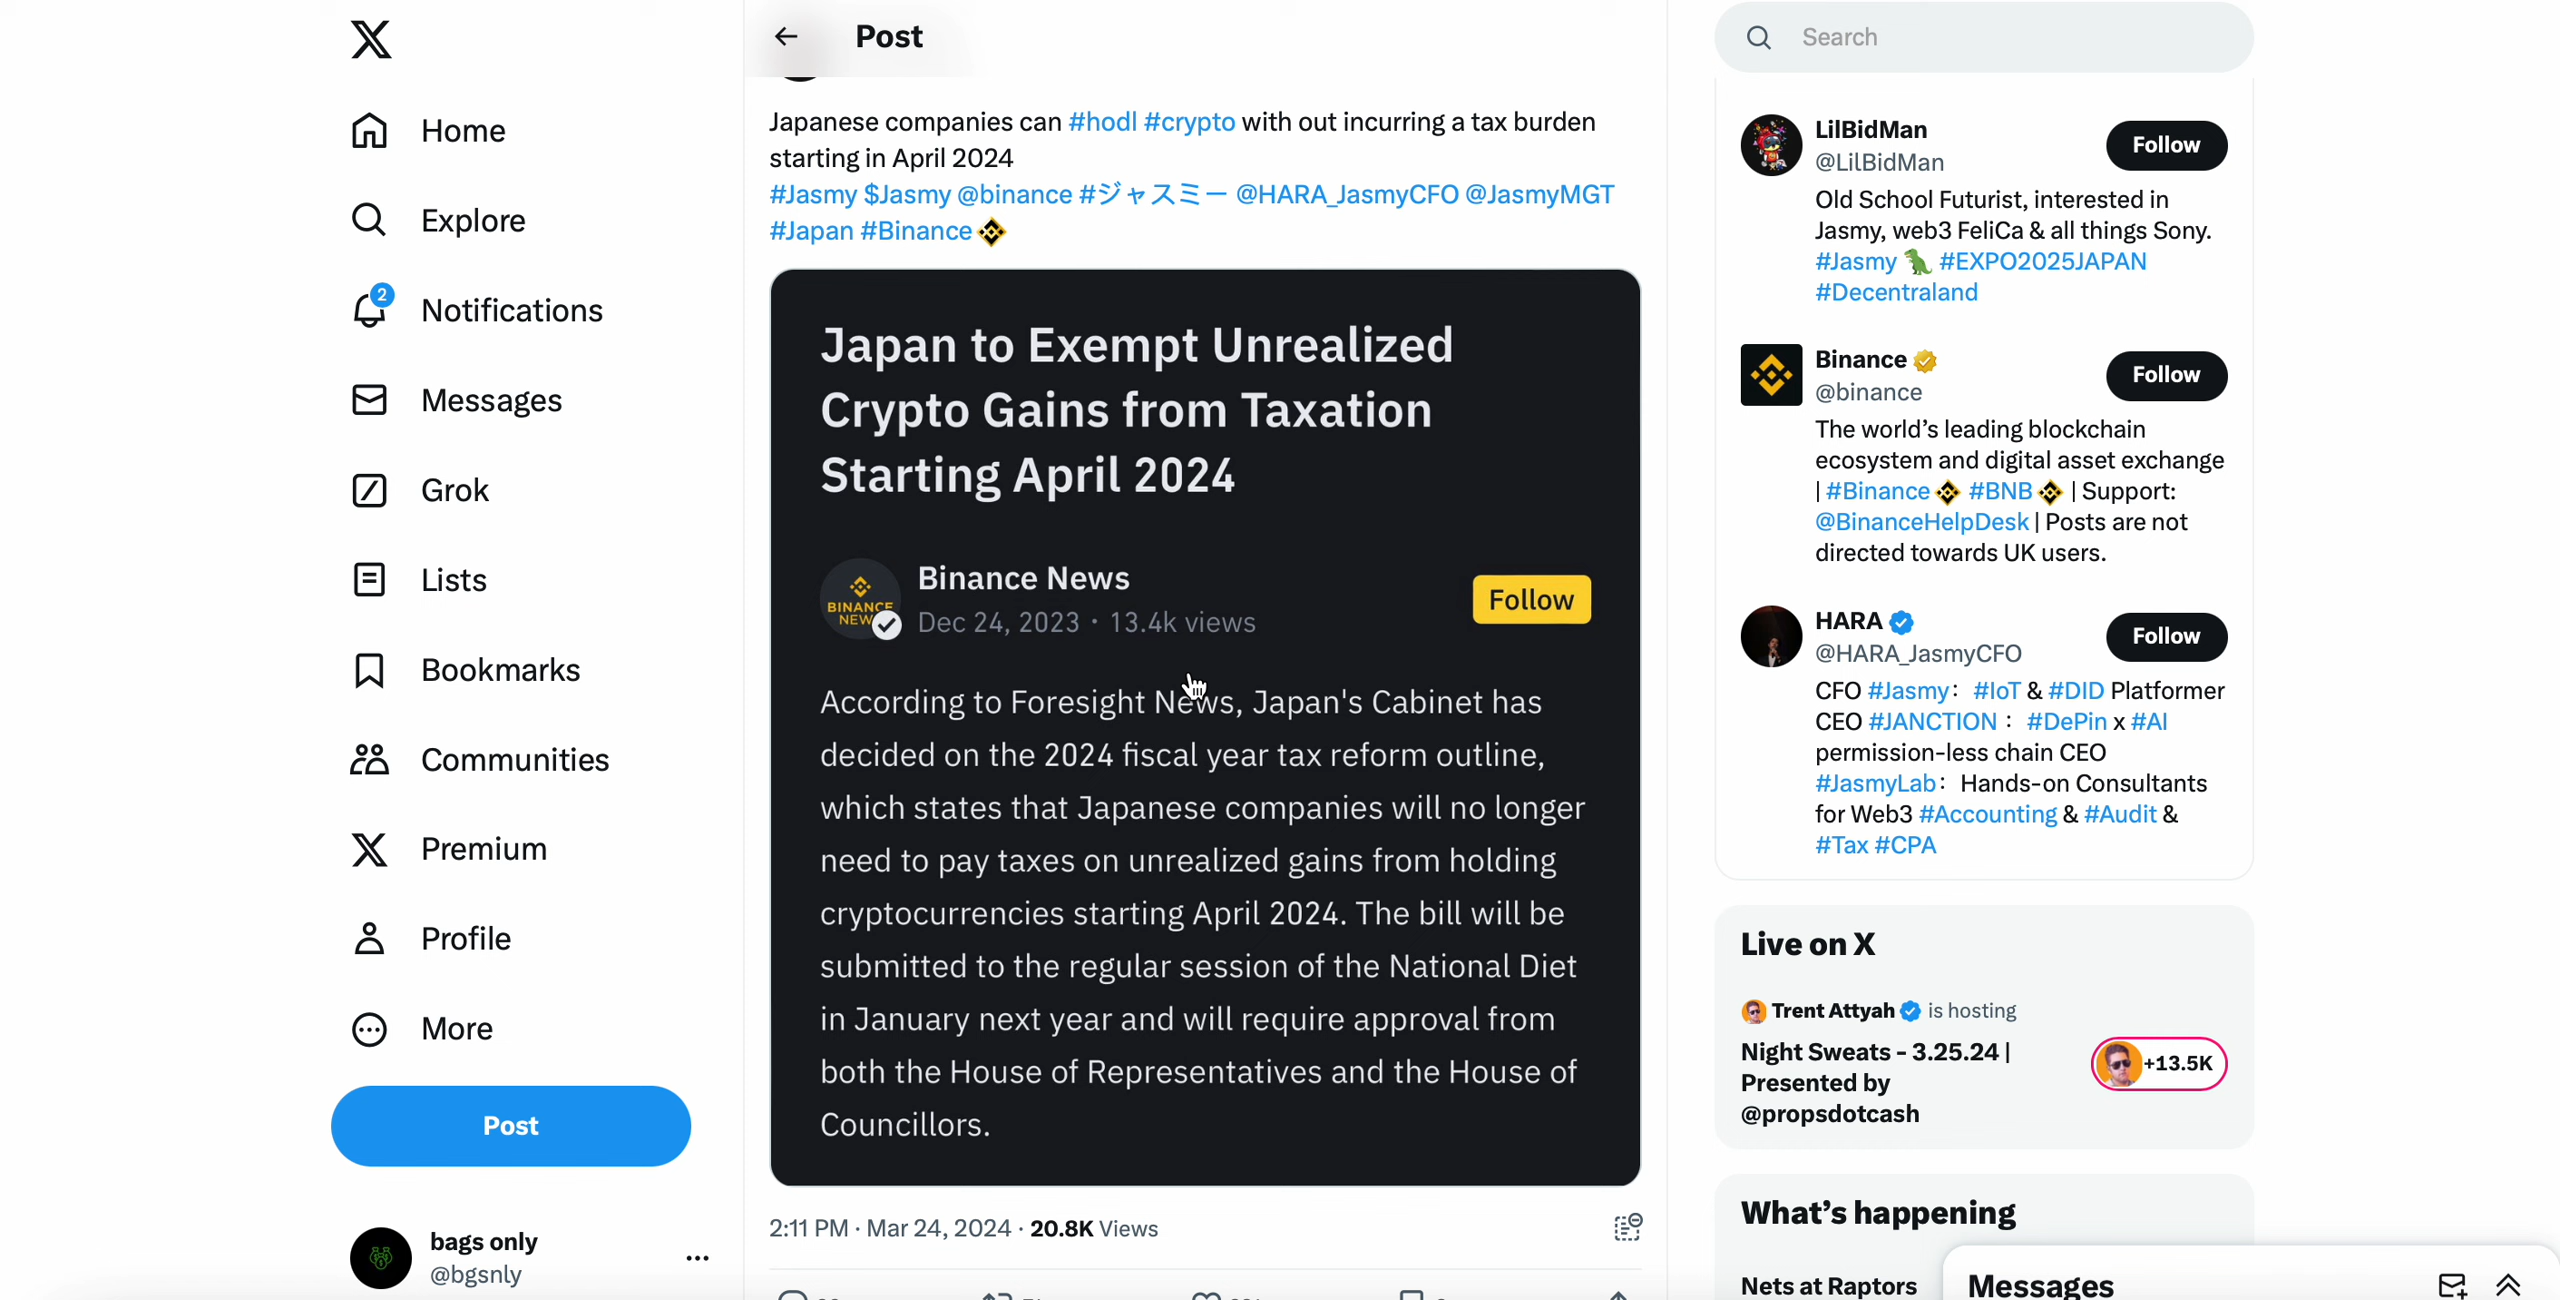 Home
Explore
2
Notifications
Messages
Grok
Lists
Bookmarks
Communities
Premium
Profile
More
Post
bags only
@bgsnly
Post
Japanese companies can #hodl #crypto with out incurring a tax burden
starting in April 2024
#Jasmy $Jasmy @binance #ジャスミー @HARA_JasmyCFO @JasmyMGT
#Japan #Binance
Japan to Exempt Unrealized
Crypto Gains from Taxation
Starting April 2024
BINANCE
NEWS
Binance News
Dec 24, 2023 · 13.4k views
Follow
According to Foresight News, Japan's Cabinet has
decided on the 2024 fiscal year tax reform outline,
which states that Japanese companies will no longer
need to pay taxes on unrealized gains from holding
cryptocurrencies starting April 2024. The bill will be
submitted to the regular session of the National Diet
in January next year and will require approval from
both the House of Representatives and the House of
Councillors.
2:11 PM · Mar 24, 2024 · 20.8K Views
Search
LilBidMan
@LilBidMan
Follow
Old School Futurist, interested in
Jasmy, web3 FeliCa & all things Sony.
#Jasmy #EXPO2025JAPAN
#Decentraland
Binance
@binance
Follow
The world's leading blockchain
ecosystem and digital asset exchange
| #Binance #BNB | Support:
@BinanceHelpDesk | Posts are not
directed towards UK users.
HARA
@HARA_JasmyCFO
Follow
CFO #Jasmy： #IoT & #DID Platformer
CEO #JANCTION： #DePin x #AI
permission-less chain CEO
#JasmyLab： Hands-on Consultants
for Web3 #Accounting & #Audit &
#Tax #CPA
Live on X
Trent Attyah is hosting
Night Sweats - 3.25.24 |
Presented by
@propsdotcash
+13.5K
What's happening
Nets at Raptors
Messages